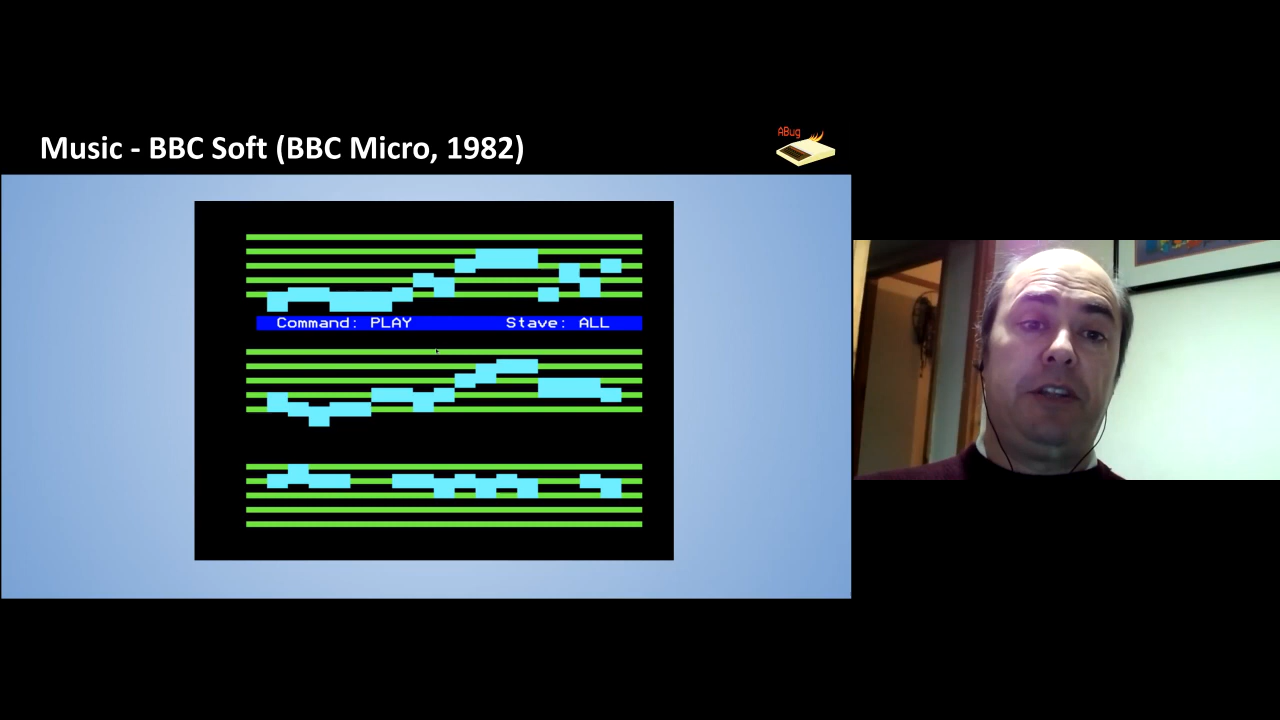 Music - BBC Soft (BBC Micro, 1982)
ABug
Command: PLAY Stave: ALL